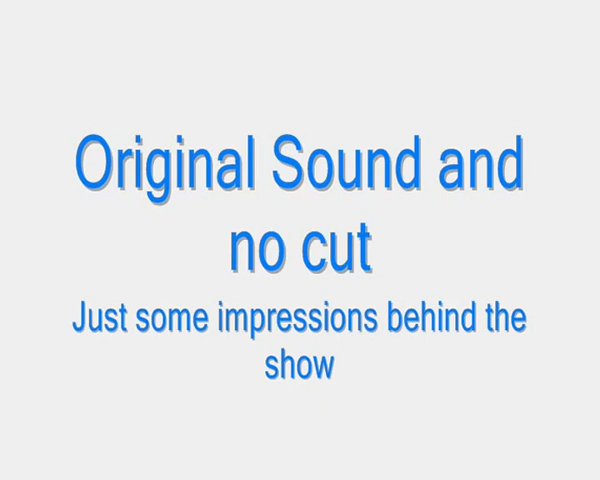 Original Sound and
no cut
Just some impressions behind the
show